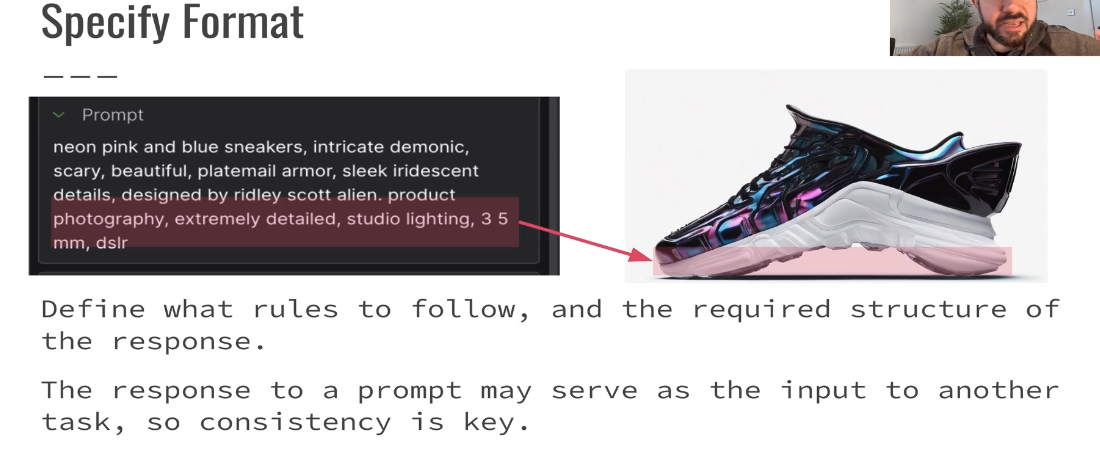 Specify Format
———
Prompt
neon pink and blue sneakers, intricate demonic,
scary, beautiful, platemail armor, sleek iridescent
details, designed by ridley scott alien. product
photography, extremely detailed, studio lighting, 3 5
mm, dslr
Define what rules to follow, and the required structure of
the response.
The response to a prompt may serve as the input to another
task, so consistency is key.